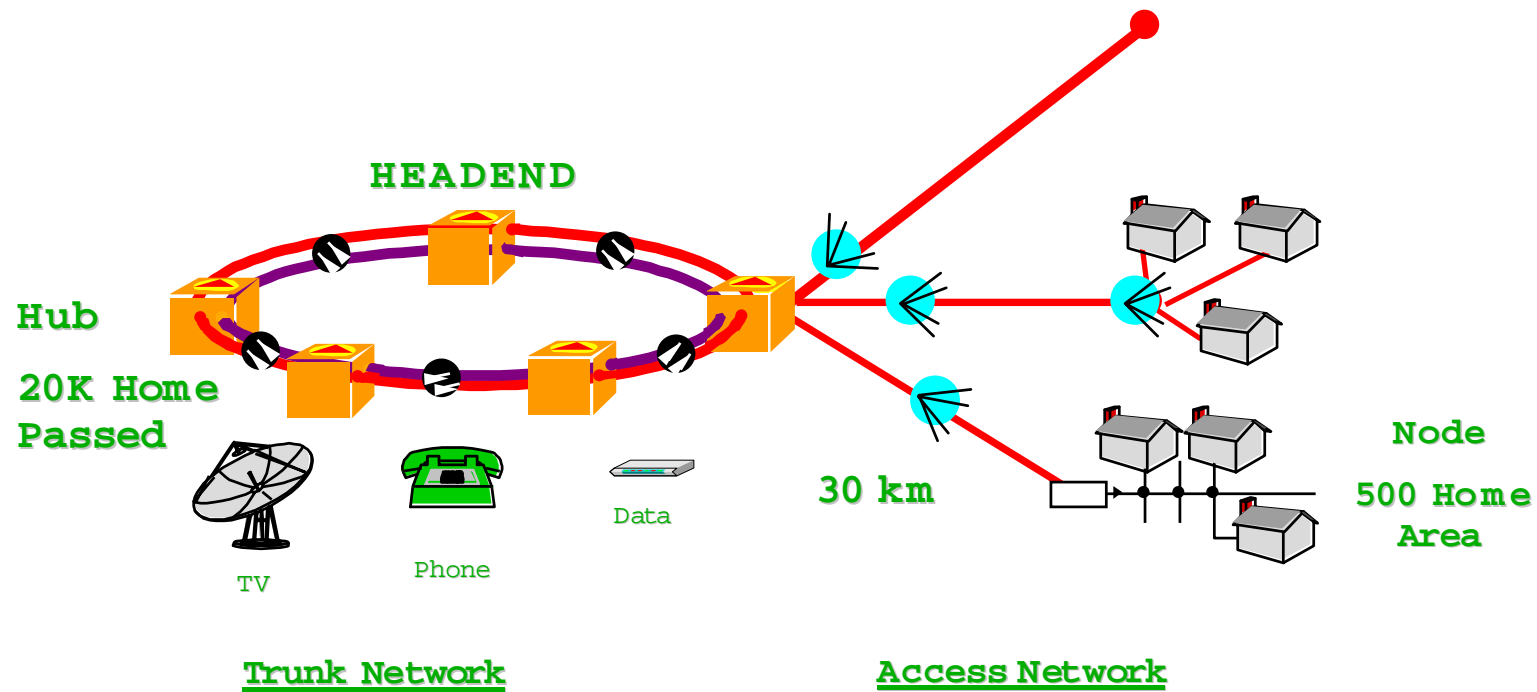 HEADEND
Hub
20K Home
Passed
TV
Phone
Data
30 km
Node
500 Home
Area
Trunk Network
Access Network